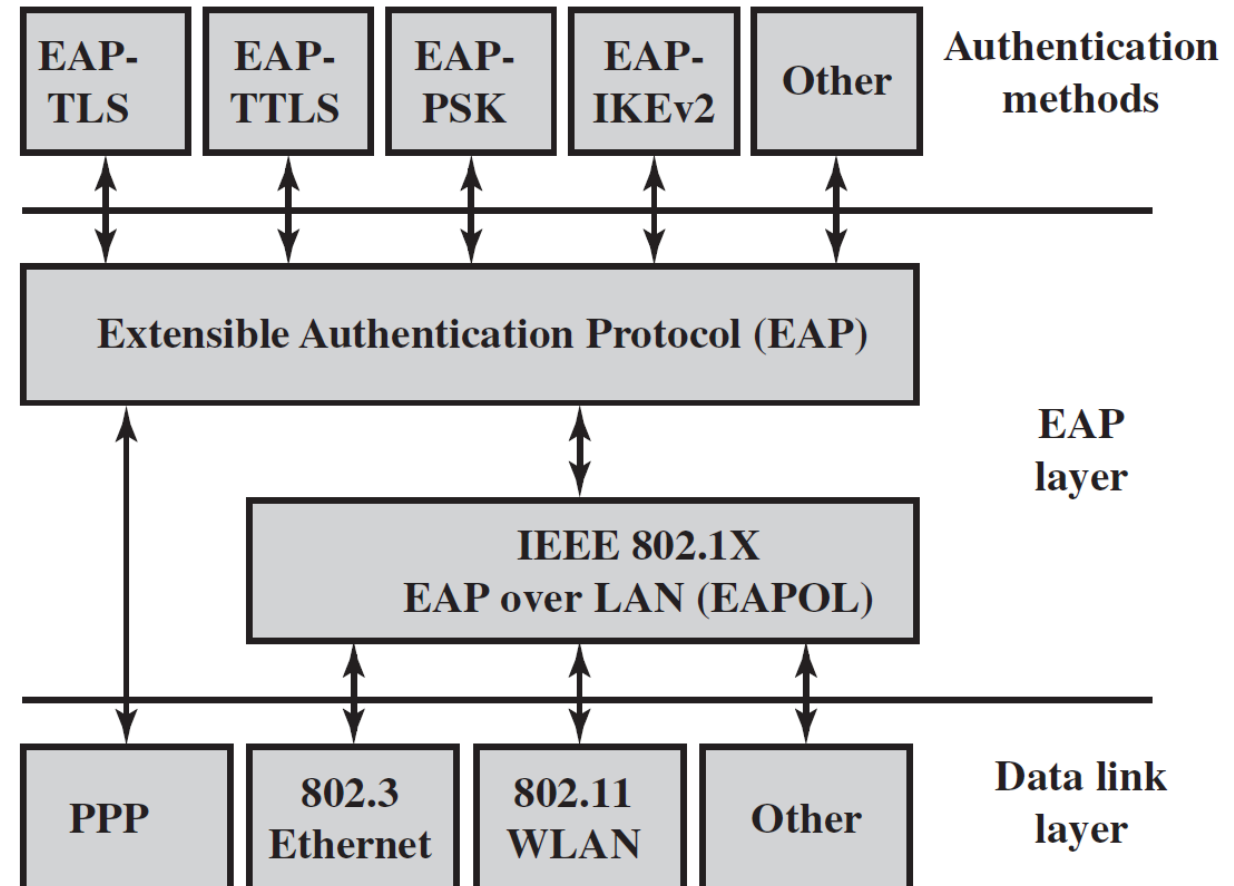 EAP-
TLS
EAP-
TTLS
EAP-
PSK
EAP-
IKEv2
Other
Authentication
methods
Extensible Authentication Protocol (EAP)
EAP
layer
IEEE 802.1X
EAP over LAN (EAPOL)
PPP
802.3
Ethernet
802.11
WLAN
Other
Data link
layer